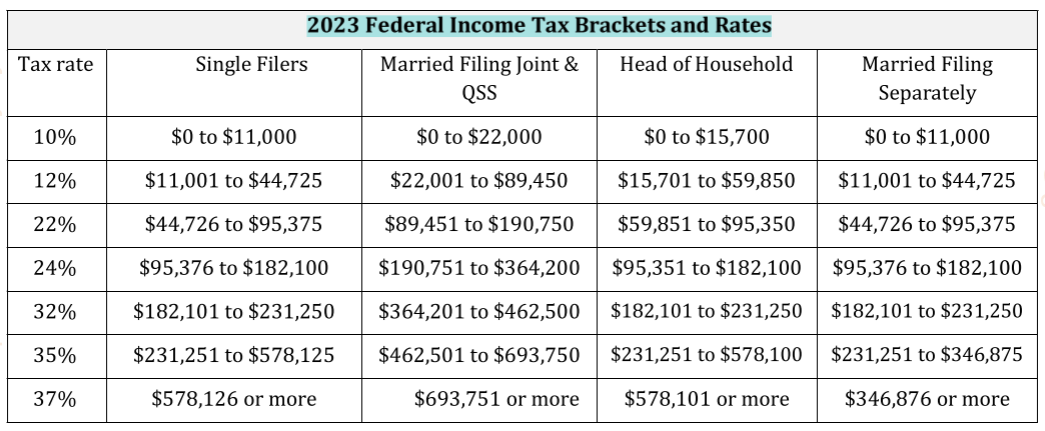 2023 Federal Income Tax Brackets and Rates
Tax rate Single Filers Married Filing Joint & QSS Head of Household Married Filing Separately
10% $0 to $11,000 $0 to $22,000 $0 to $15,700 $0 to $11,000
12% $11,001 to $44,725 $22,001 to $89,450 $15,701 to $59,850 $11,001 to $44,725
22% $44,726 to $95,375 $89,451 to $190,750 $59,851 to $95,350 $44,726 to $95,375
24% $95,376 to $182,100 $190,751 to $364,200 $95,351 to $182,100 $95,376 to $182,100
32% $182,101 to $231,250 $364,201 to $462,500 $182,101 to $231,250 $182,101 to $231,250
35% $231,251 to $578,125 $462,501 to $693,750 $231,251 to $578,100 $231,251 to $346,875
37% $578,126 or more $693,751 or more $578,101 or more $346,876 or more